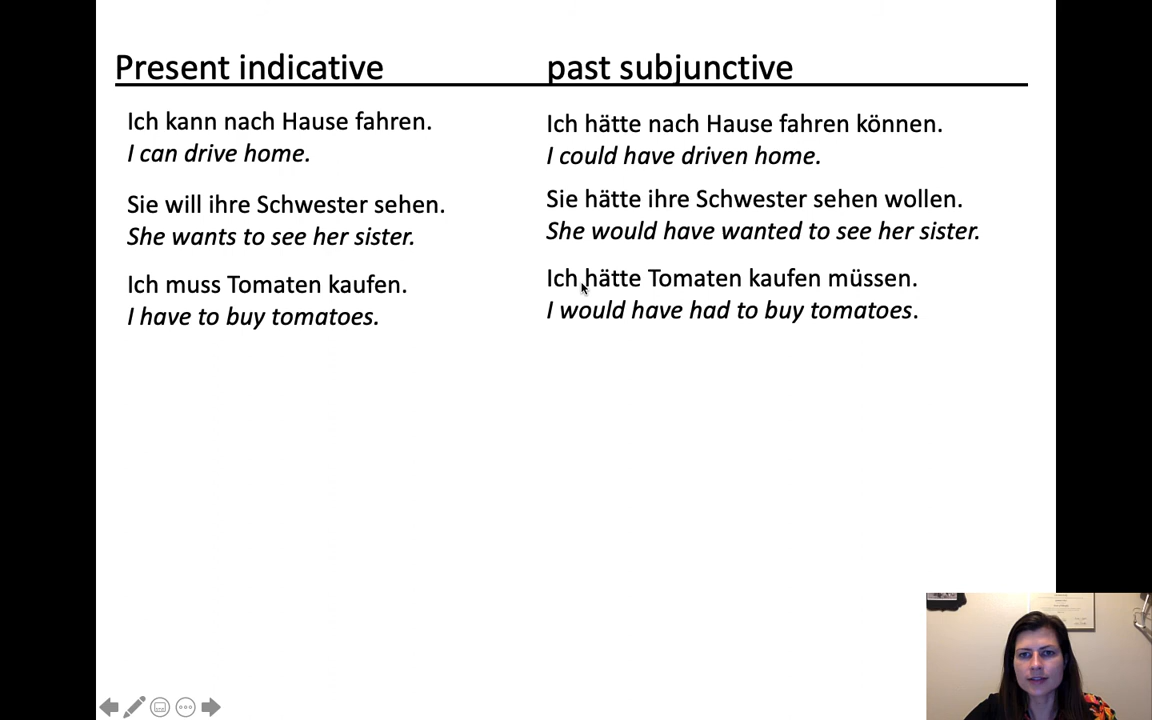 Present indicative
past subjunctive
Ich kann nach Hause fahren.
I can drive home.
Ich hätte nach Hause fahren können.
I could have driven home.
Sie will ihre Schwester sehen.
She wants to see her sister.
Sie hätte ihre Schwester sehen wollen.
She would have wanted to see her sister.
Ich muss Tomaten kaufen.
I have to buy tomatoes.
Ich hätte Tomaten kaufen müssen.
I would have had to buy tomatoes.